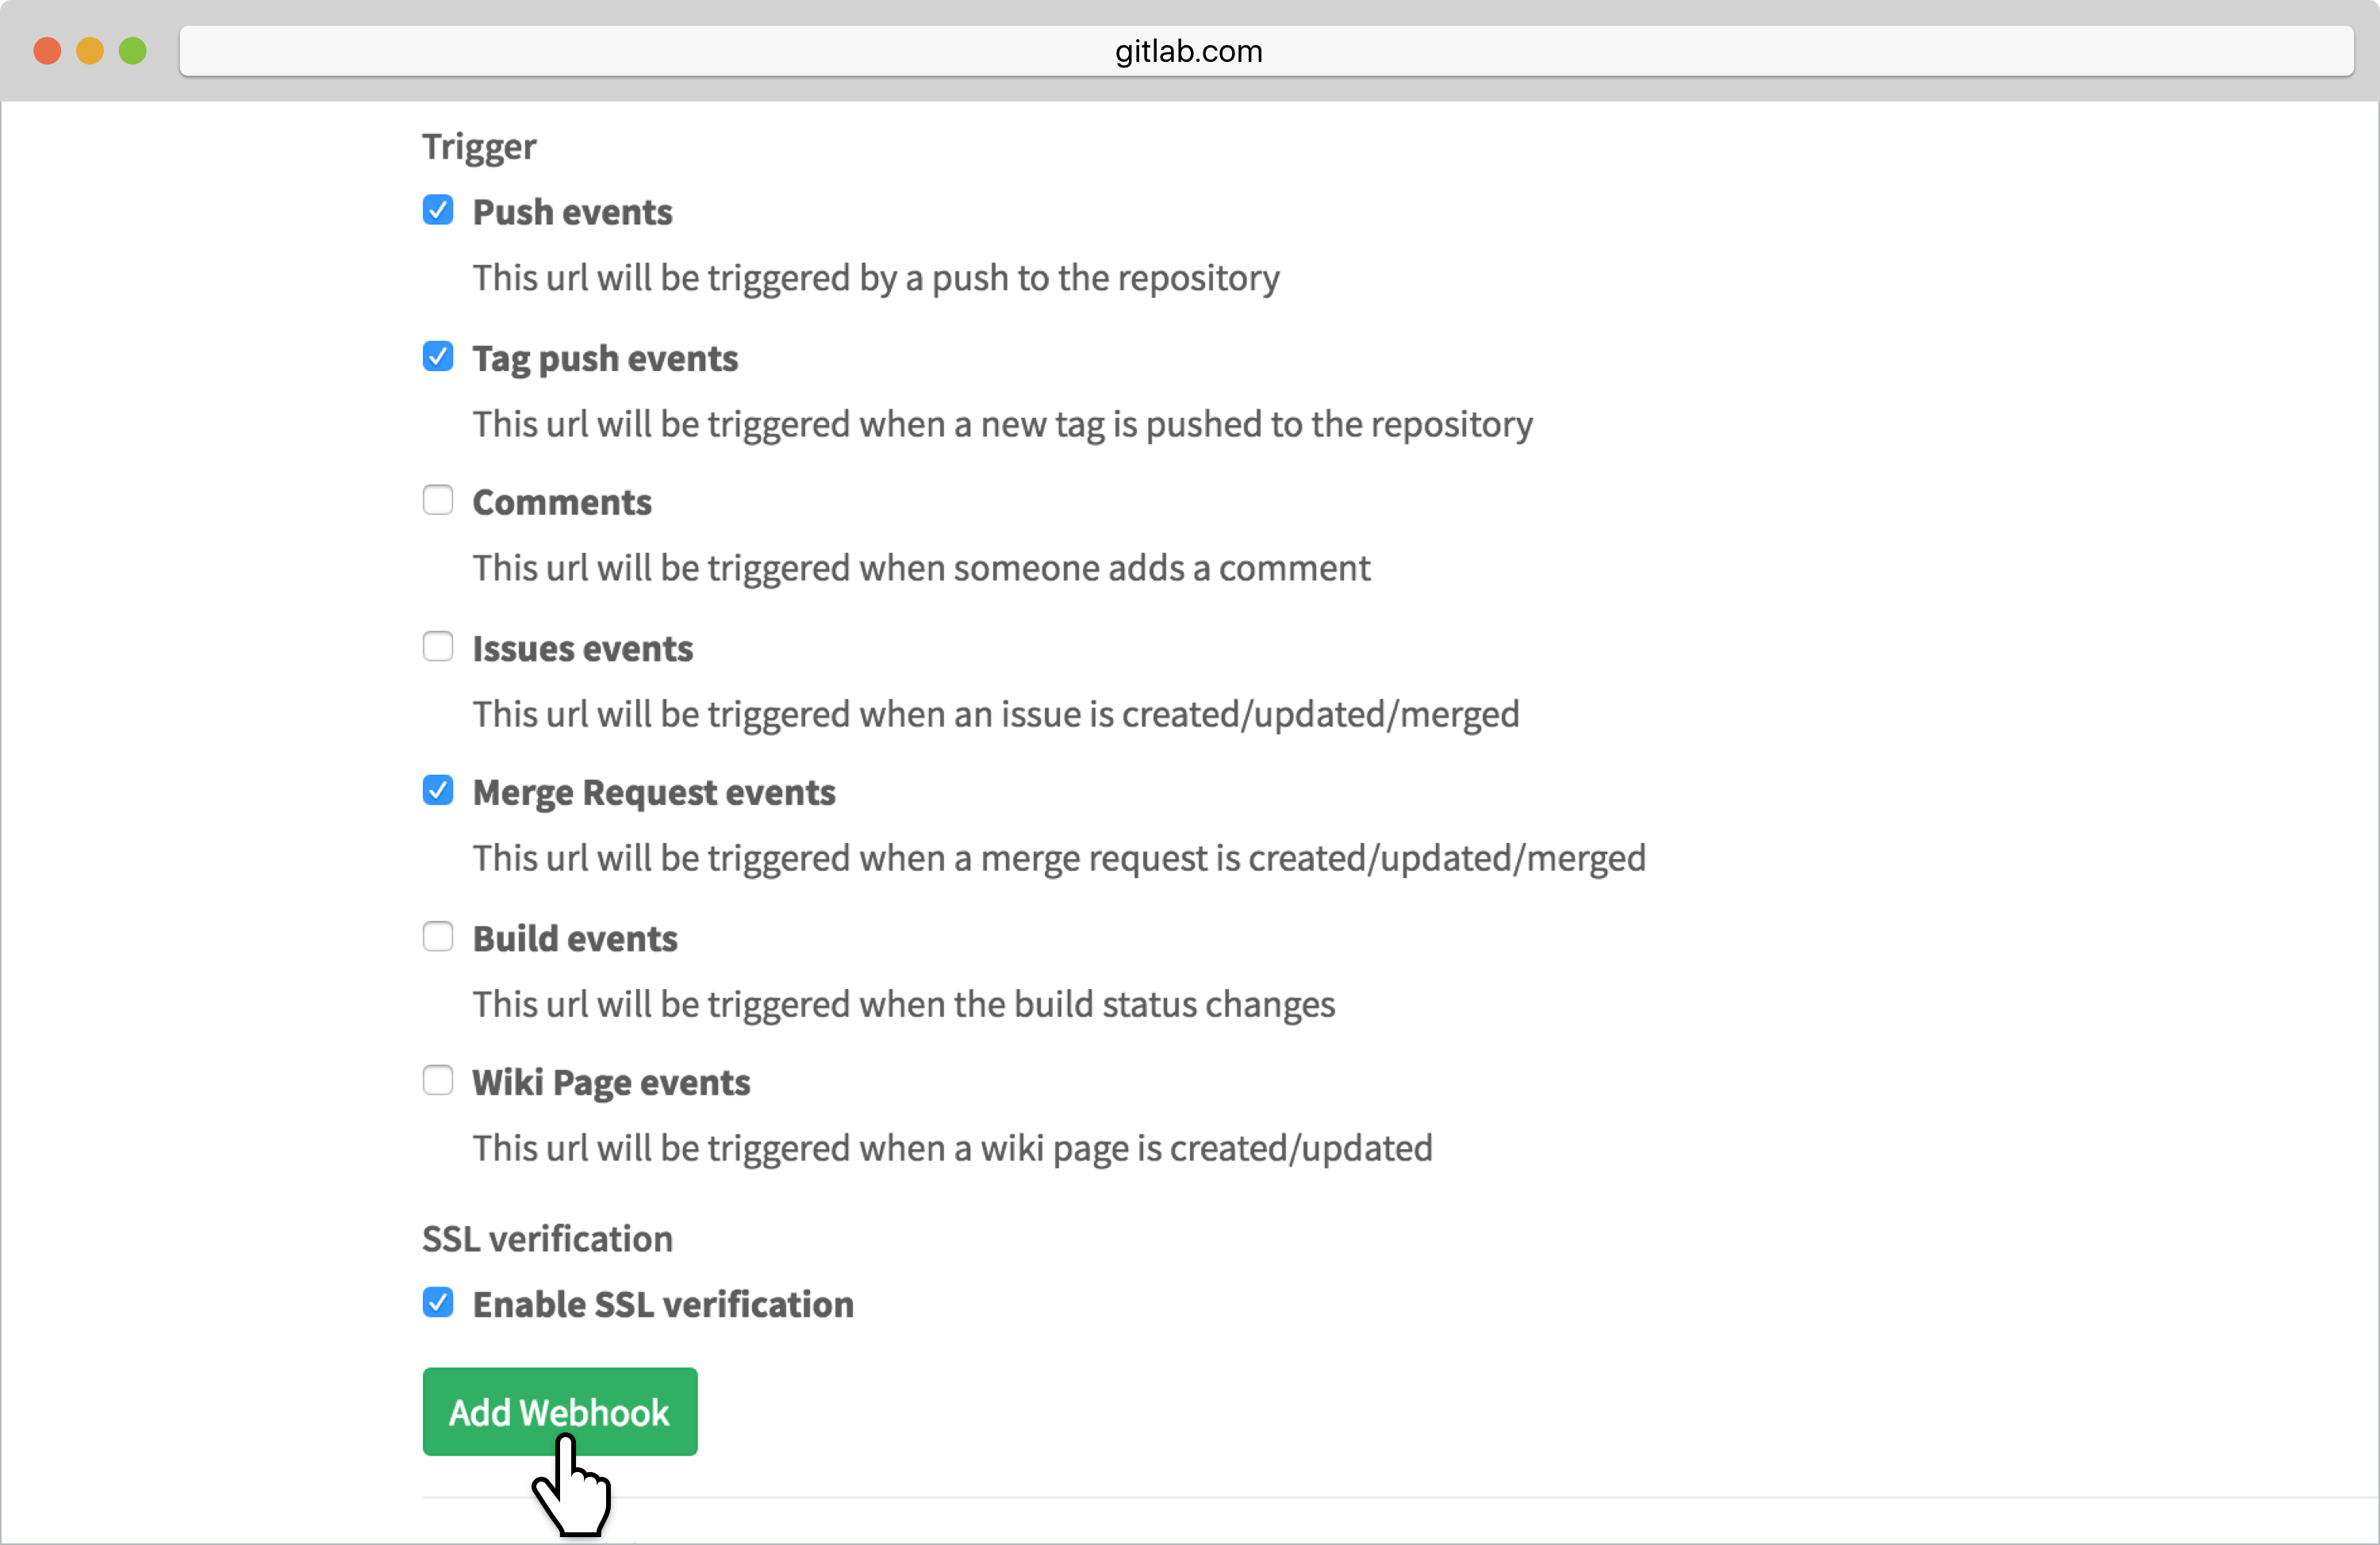 gitlab.com
Trigger
Push events
This url will be triggered by a push to the repository
Tag push events
This url will be triggered when a new tag is pushed to the repository
Comments
This url will be triggered when someone adds a comment
Issues events
This url will be triggered when an issue is created/updated/merged
Merge Request events
This url will be triggered when a merge request is created/updated/merged
Build events
This url will be triggered when the build status changes
Wiki Page events
This url will be triggered when a wiki page is created/updated
SSL verification
Enable SSL verification
Add Webhook